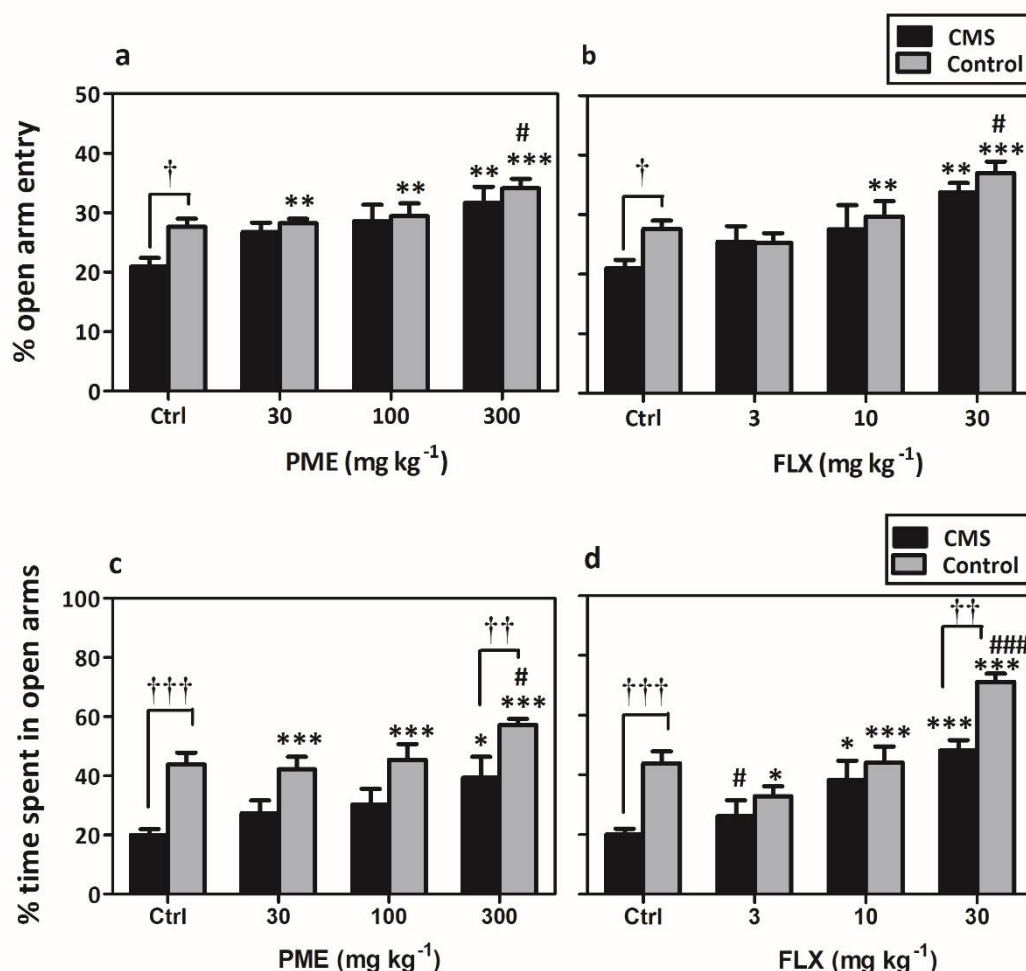 CMS
Control
a
b
% open arm entry
50
40
30
20
10
0
†
**
**
**
#
***
†
**
**
#
***
Ctrl 30 100 300
PME (mg kg⁻¹)
Ctrl 3 10 30
FLX (mg kg⁻¹)
CMS
Control
c
d
% time spent in open arms
100
80
60
40
20
0
†††
***
***
*
††
#
***
†††
#
*
*
***
***
††
###
***
Ctrl 30 100 300
PME (mg kg⁻¹)
Ctrl 3 10 30
FLX (mg kg⁻¹)